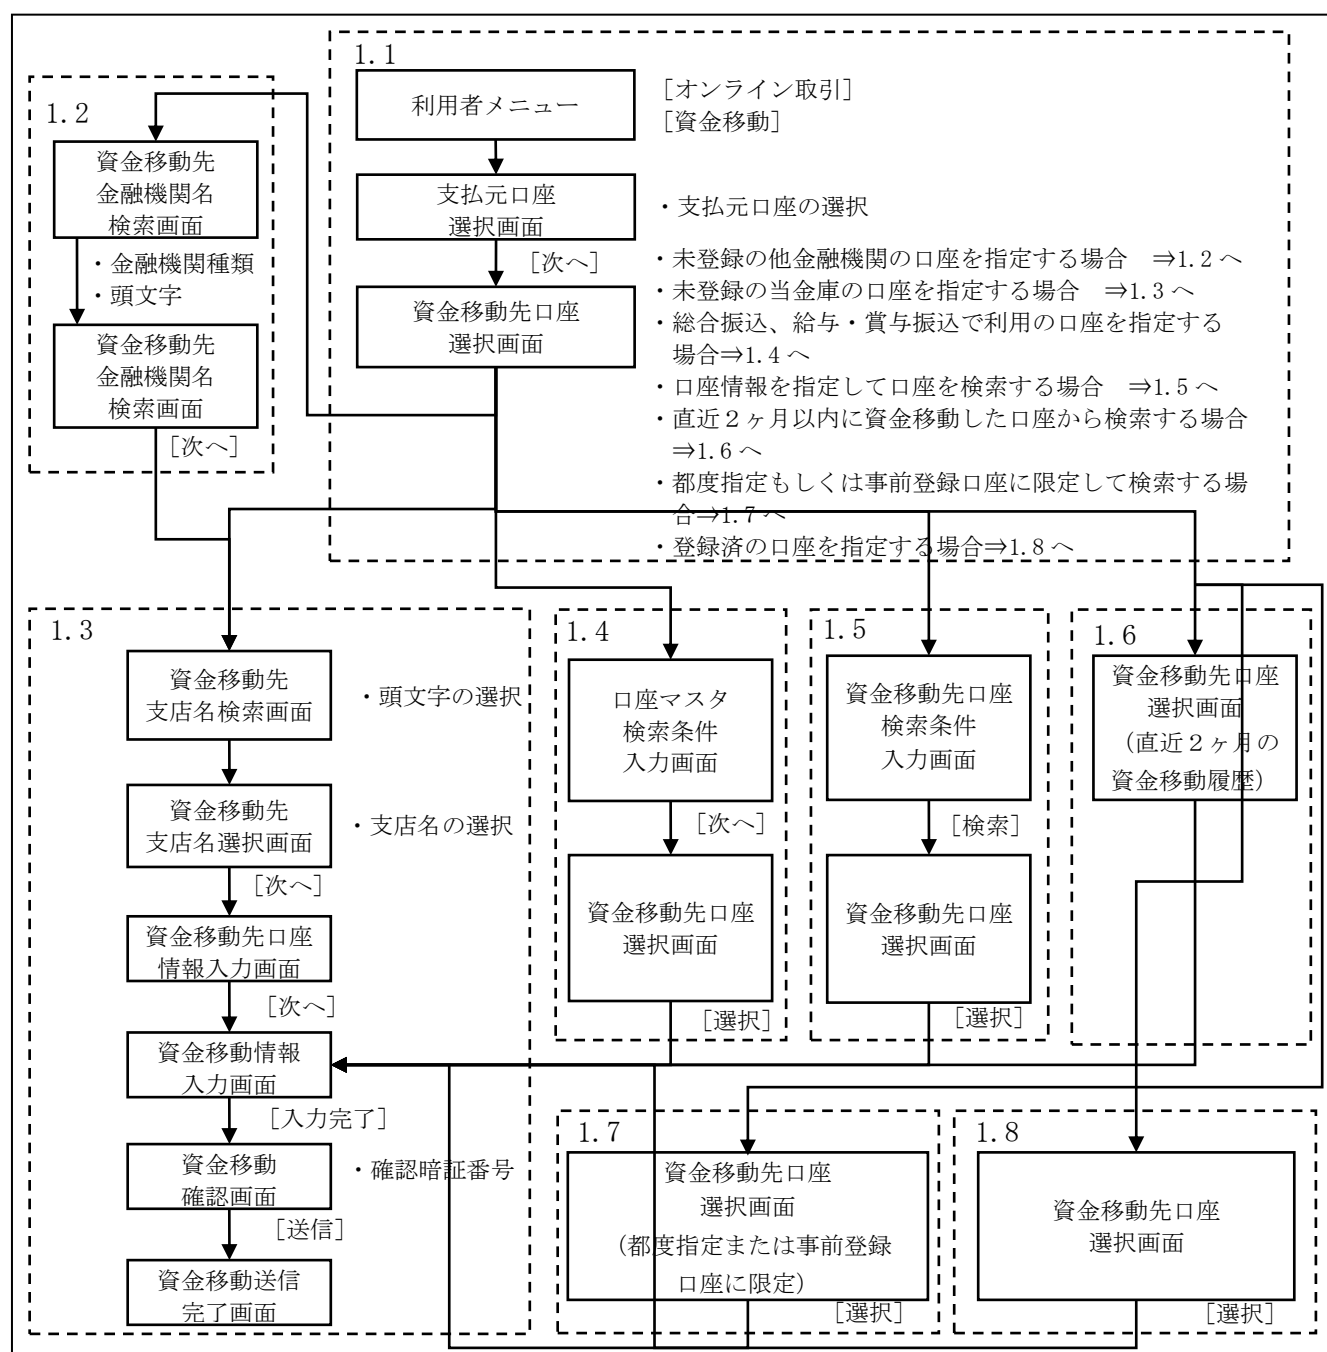 1.1
利用者メニュー
[オンライン取引]
[資金移動]
支払元口座
選択画面
・支払元口座の選択
[次へ]
資金移動先口座
選択画面
・未登録の他金融機関の口座を指定する場合 ⇒1.2へ
・未登録の当金庫の口座を指定する場合 ⇒1.3へ
・総合振込、給与・賞与振込で利用の口座を指定する
場合⇒1.4へ
・口座情報を指定して口座を検索する場合 ⇒1.5へ
・直近2ヶ月以内に資金移動した口座から検索する場合
⇒1.6へ
・都度指定もしくは事前登録口座に限定して検索する場
合⇒1.7へ
・登録済の口座を指定する場合⇒1.8へ
1.2
資金移動先
金融機関名
検索画面
・金融機関種類
・頭文字
資金移動先
金融機関名
検索画面
[次へ]
1.3
資金移動先
支店名検索画面
・頭文字の選択
資金移動先
支店名選択画面
・支店名の選択
[次へ]
資金移動先口座
情報入力画面
[次へ]
資金移動情報
入力画面
[入力完了]
資金移動
確認画面
・確認暗証番号
[送信]
資金移動送信
完了画面
1.4
口座マスタ
検索条件
入力画面
[次へ]
資金移動先口座
選択画面
[選択]
1.5
資金移動先口座
検索条件
入力画面
[検索]
資金移動先口座
選択画面
[選択]
1.6
資金移動先口座
選択画面
(直近2ヶ月の
資金移動履歴)
1.7
資金移動先口座
選択画面
(都度指定または事前登録
口座に限定)
[選択]
1.8
資金移動先口座
選択画面
[選択]